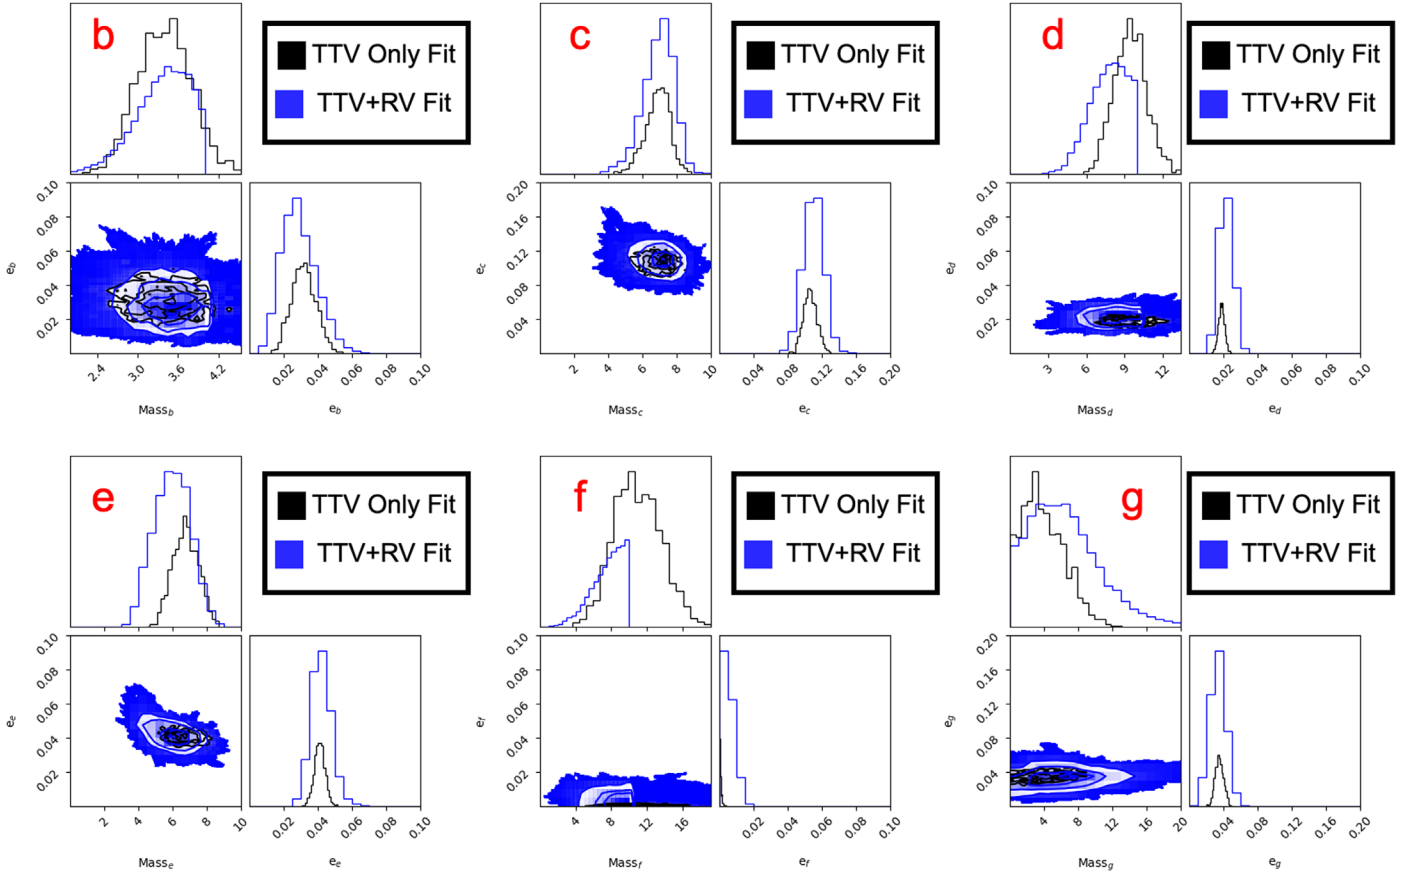 b
TTV Only Fit
TTV+RV Fit
c
TTV Only Fit
TTV+RV Fit
d
TTV Only Fit
TTV+RV Fit
0.10
0.08
0.06
0.04
0.02
e_b
2.4 3.0 3.6 4.2
Mass_b
0.02 0.04 0.06 0.08 0.10
e_b
0.20
0.16
0.12
0.08
0.04
e_c
2 4 6 8 10
Mass_c
0.04 0.08 0.12 0.16 0.20
e_c
0.10
0.08
0.06
0.04
0.02
e_d
3 6 9 12
Mass_d
0.02 0.04 0.06 0.08 0.10
e_d
e
TTV Only Fit
TTV+RV Fit
f
TTV Only Fit
TTV+RV Fit
g
TTV Only Fit
TTV+RV Fit
0.10
0.08
0.06
0.04
0.02
e_e
2 4 6 8 10
Mass_e
0.02 0.04 0.06 0.08 0.10
e_e
0.10
0.08
0.06
0.04
0.02
e_f
4 8 12 16
Mass_f
0.02 0.04 0.06 0.08 0.10
e_f
0.20
0.16
0.12
0.08
0.04
e_g
4 8 12 16 20
Mass_g
0.04 0.08 0.12 0.16 0.20
e_g